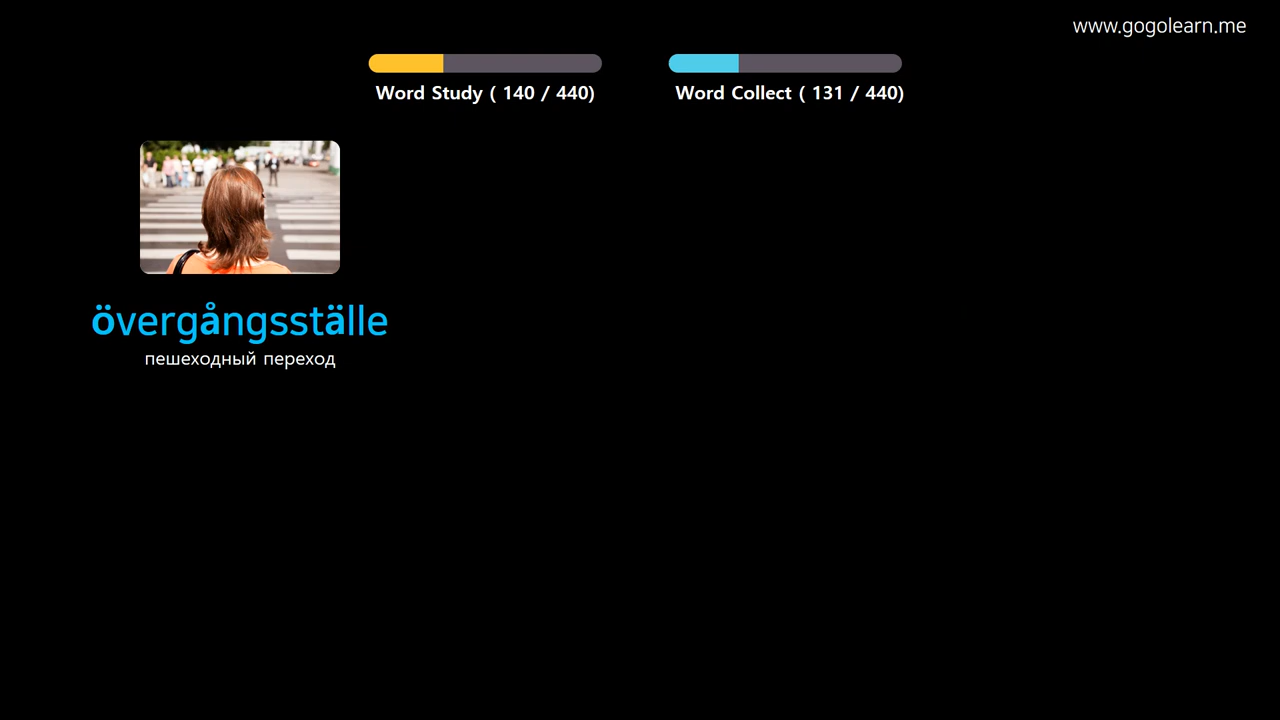 www.gogolearn.me
Word Study ( 140 / 440)
Word Collect ( 131 / 440)
övergångsställe
пешеходный переход